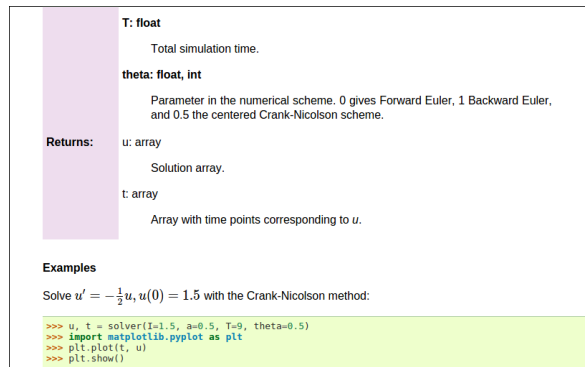 T: float
Total simulation time.
theta: float, int
Parameter in the numerical scheme. 0 gives Forward Euler, 1 Backward Euler,
and 0.5 the centered Crank-Nicolson scheme.
Returns: u: array
Solution array.
t: array
Array with time points corresponding to u.
Examples
Solve u′ = −½u, u(0) = 1.5 with the Crank-Nicolson method:
>>> u, t = solver(I=1.5, a=0.5, T=9, theta=0.5)
>>> import matplotlib.pyplot as plt
>>> plt.plot(t, u)
>>> plt.show()